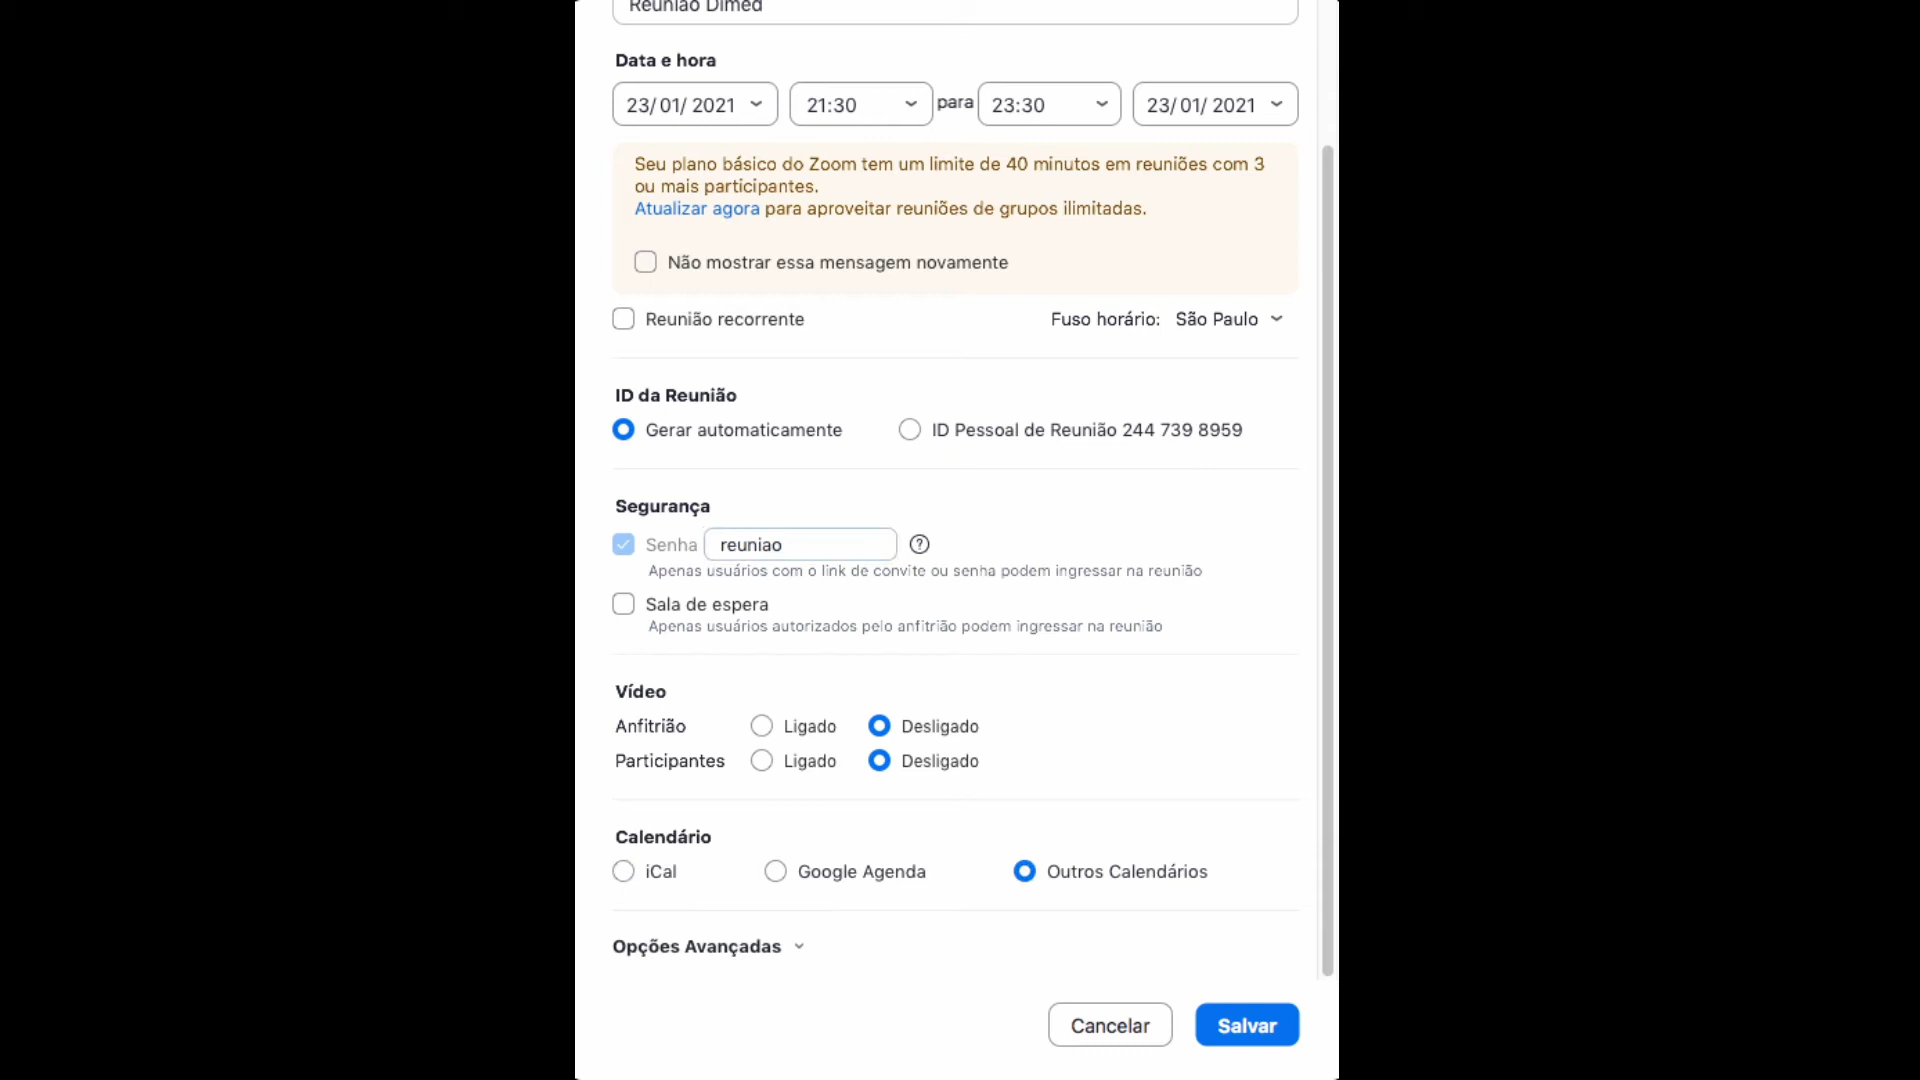 Reunião Dimed
Data e hora
23/01/2021 21:30 para 23:30 23/01/2021
Seu plano básico do Zoom tem um limite de 40 minutos em reuniões com 3
ou mais participantes.
Atualizar agora para aproveitar reuniões de grupos ilimitadas.
Não mostrar essa mensagem novamente
Reunião recorrente Fuso horário: São Paulo
ID da Reunião
Gerar automaticamente ID Pessoal de Reunião 244 739 8959
Segurança
Senha reuniao ?
Apenas usuários com o link de convite ou senha podem ingressar na reunião
Sala de espera
Apenas usuários autorizados pelo anfitrião podem ingressar na reunião
Vídeo
Anfitrião Ligado Desligado
Participantes Ligado Desligado
Calendário
iCal Google Agenda Outros Calendários
Opções Avançadas
Cancelar Salvar